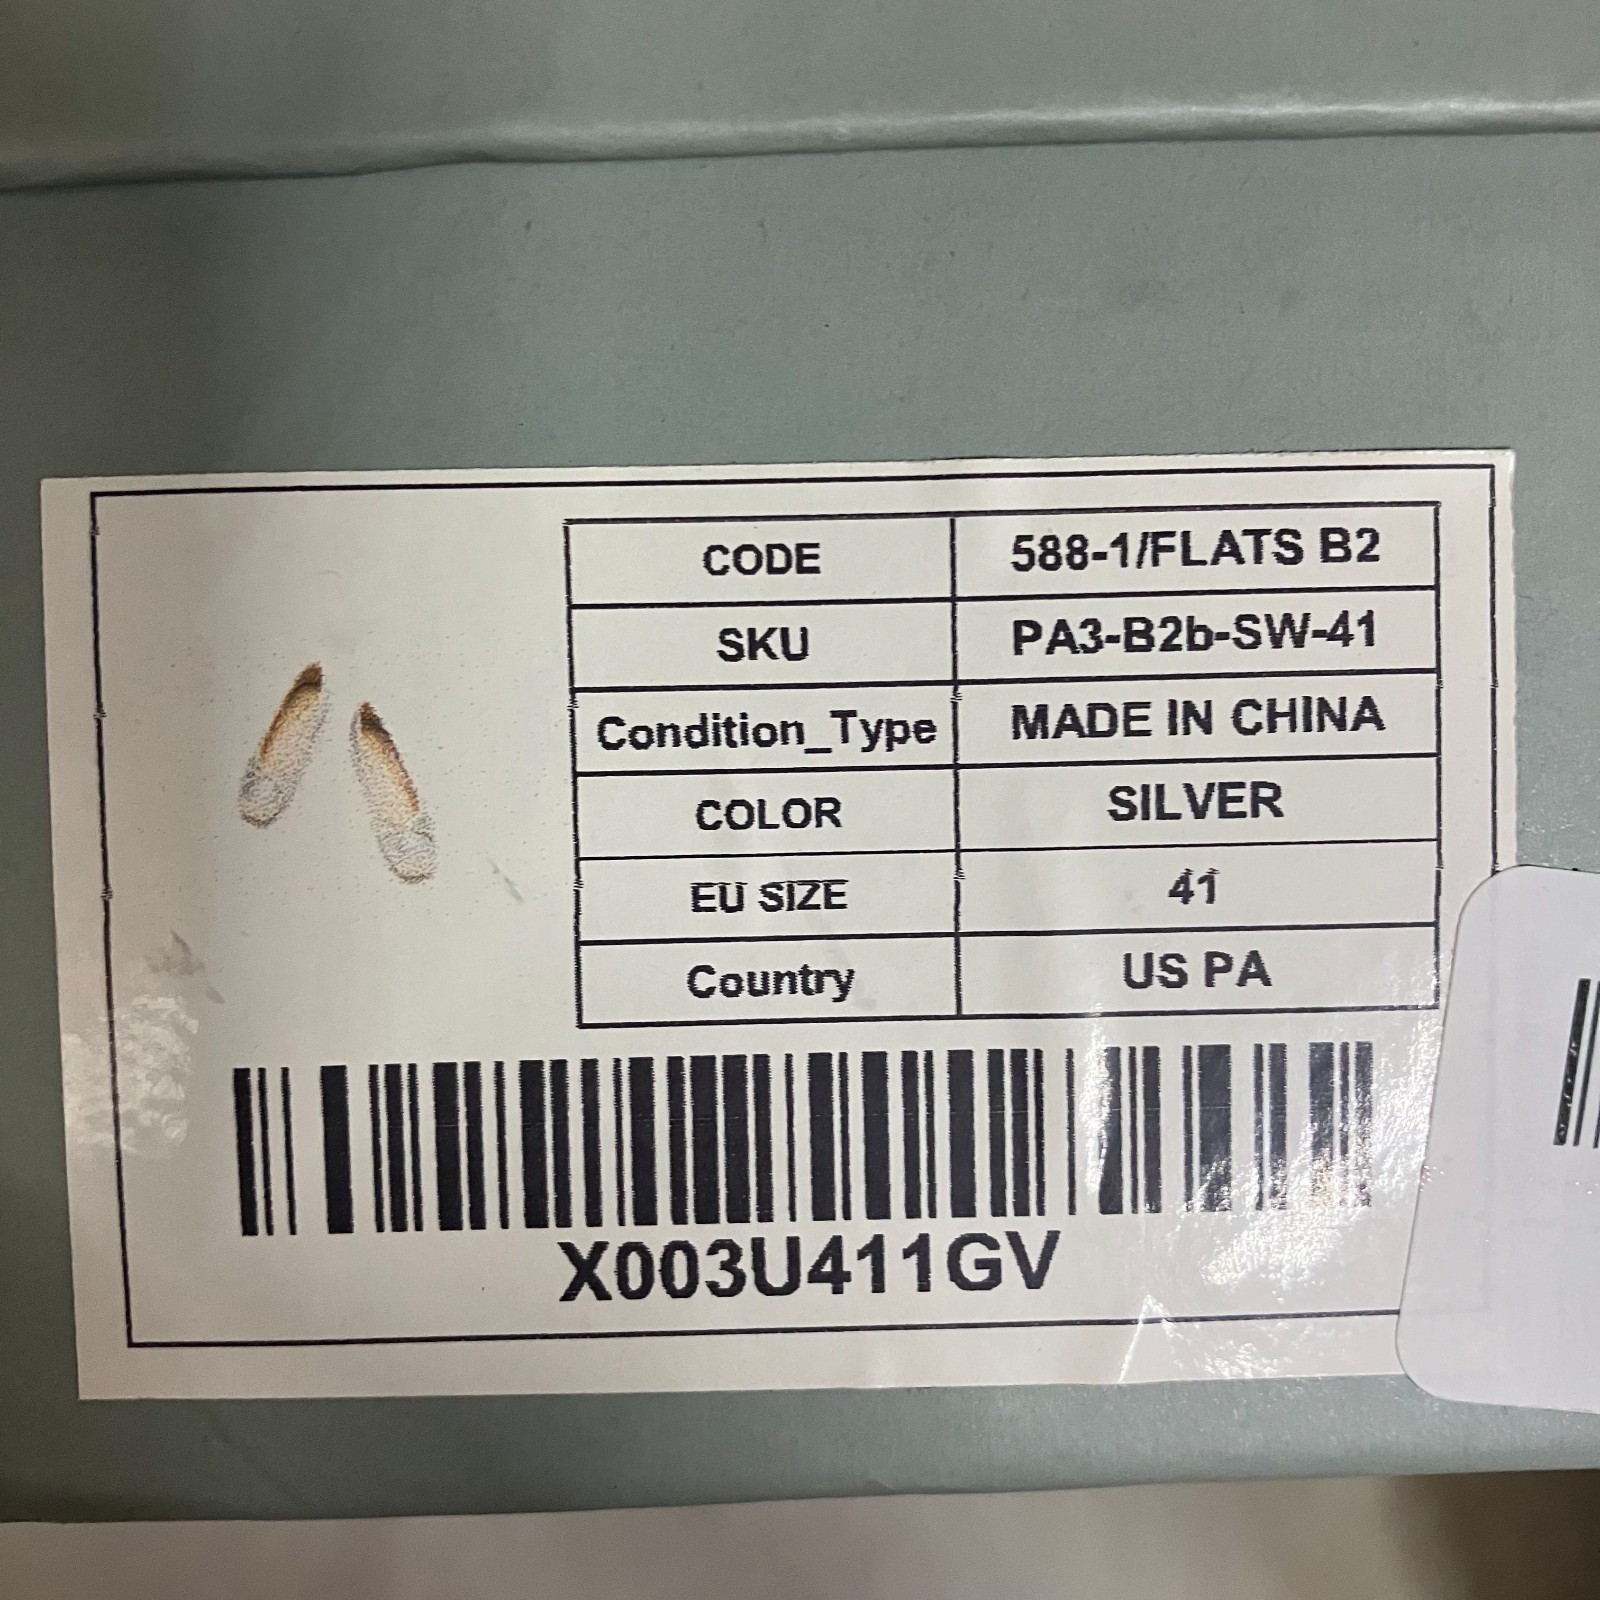 CODE 588-1/FLATS B2
SKU PA3-B2b-SW-41
Condition_Type MADE IN CHINA
COLOR SILVER
EU SIZE 41
Country US PA
X003U411GV